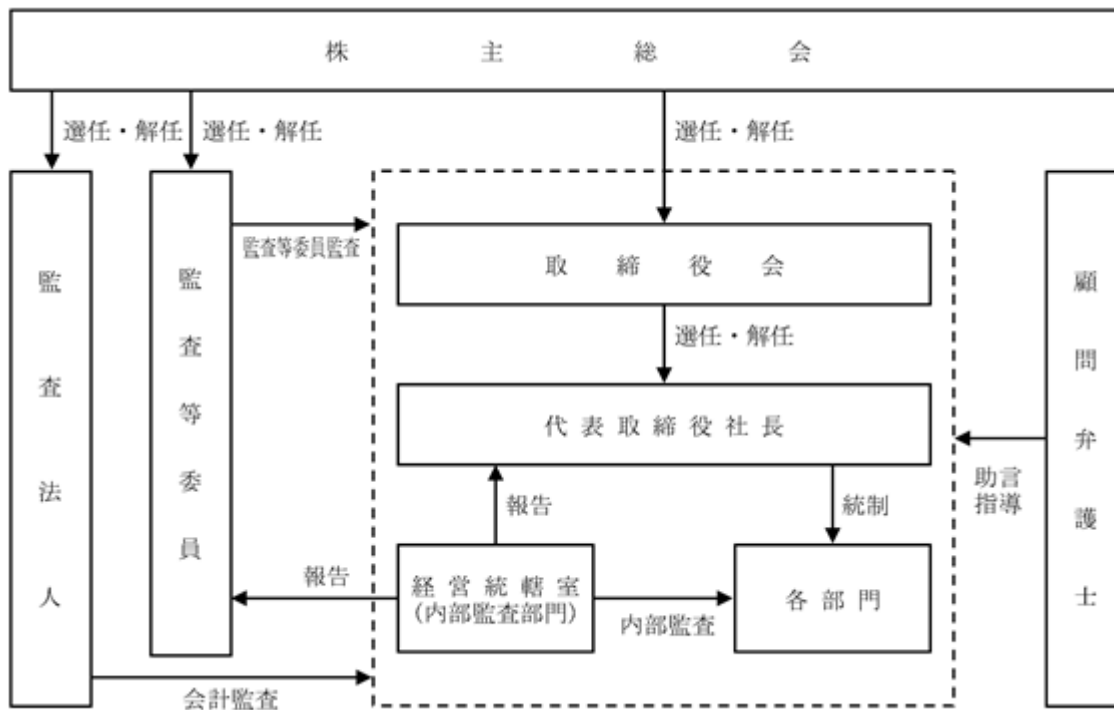 株主総会
選任・解任
選任・解任
選任・解任
監査法人
監査等委員
監査等委員監査
取締役会
選任・解任
代表取締役社長
顧問弁護士
助言
指導
報告
統制
報告
経営統轄室
(内部監査部門)
内部監査
各部門
会計監査